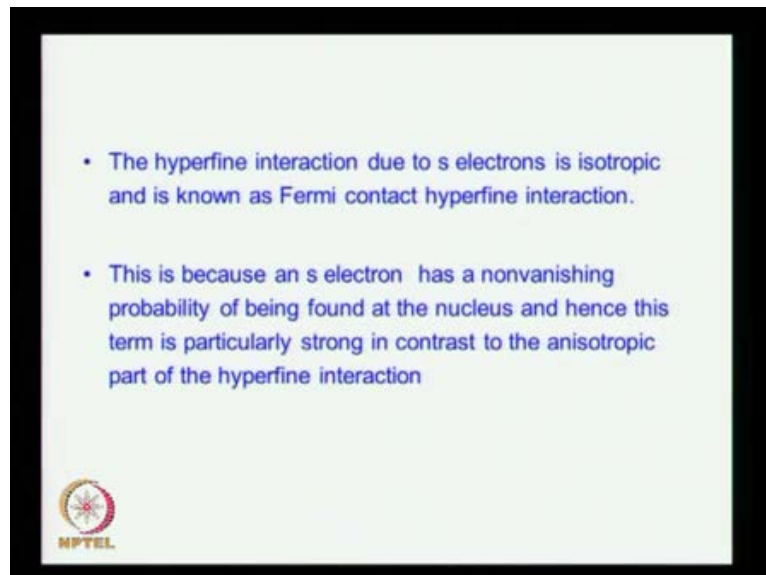 • The hyperfine interaction due to s electrons is isotropic
and is known as Fermi contact hyperfine interaction.
• This is because an s electron has a nonvanishing
probability of being found at the nucleus and hence this
term is particularly strong in contrast to the anisotropic
part of the hyperfine interaction
NPTEL